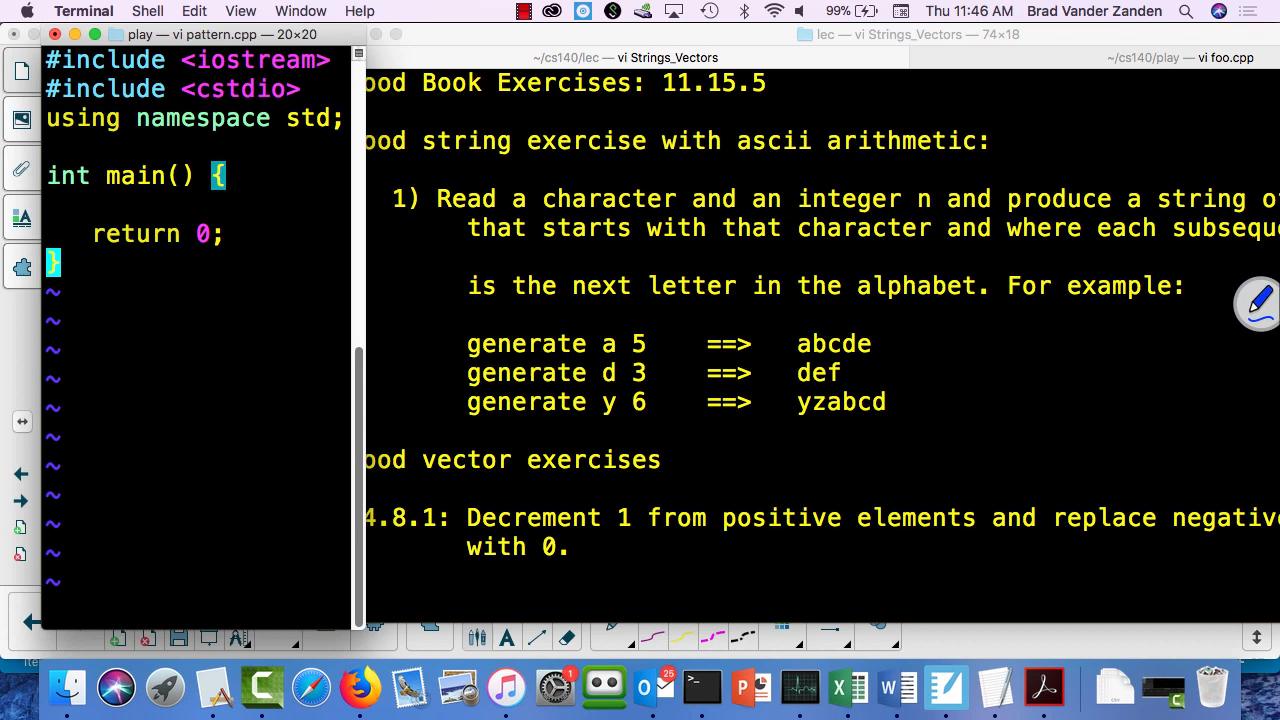 Terminal Shell Edit View Window Help 99% Thu 11:46 AM Brad Vander Zanden
play — vi pattern.cpp — 20×20
lec — vi Strings_Vectors — 74×18
~/cs140/lec — vi Strings_Vectors
~/cs140/play — vi foo.cpp
#include <iostream>
#include <cstdio>
using namespace std;
int main() {
return 0;
}
~
~
~
~
~
~
~
~
~
~
~
ood Book Exercises: 11.15.5
ood string exercise with ascii arithmetic:
1) Read a character and an integer n and produce a string o
that starts with that character and where each subsequ
is the next letter in the alphabet. For example:
generate a 5 ==> abcde
generate d 3 ==> def
generate y 6 ==> yzabcd
ood vector exercises
4.8.1: Decrement 1 from positive elements and replace negativ
with 0.
1
25